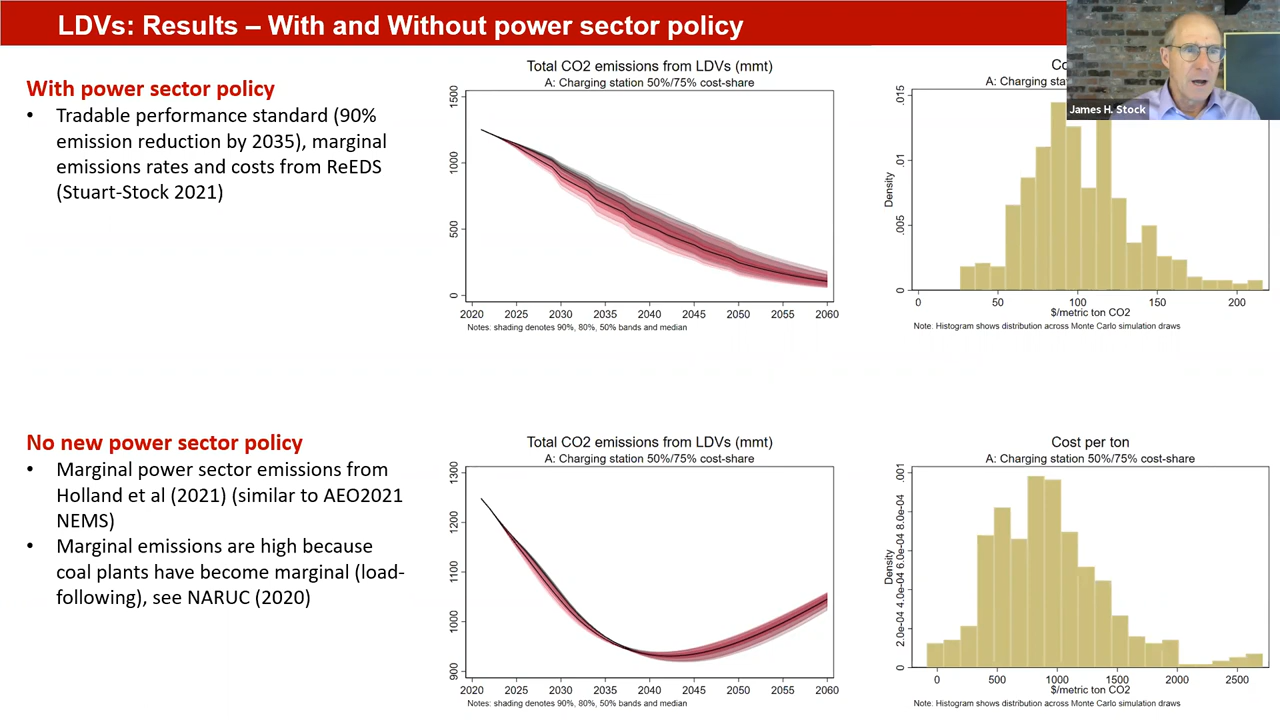 LDVs: Results – With and Without power sector policy
James H. Stock
With power sector policy
• Tradable performance standard (90%
emission reduction by 2035), marginal
emissions rates and costs from ReEDS
(Stuart-Stock 2021)
Total CO2 emissions from LDVs (mmt)
A: Charging station 50%/75% cost-share
1500
1000
500
0
2020 2025 2030 2035 2040 2045 2050 2055 2060
Notes: shading denotes 90%, 80%, 50% bands and median
A: Charging
Density
.015
.01
.005
0
0 50 100 150 200
$/metric ton CO2
Note. Histogram shows distribution across Monte Carlo simulation draws
No new power sector policy
• Marginal power sector emissions from
Holland et al (2021) (similar to AEO2021
NEMS)
• Marginal emissions are high because
coal plants have become marginal (load-
following), see NARUC (2020)
Total CO2 emissions from LDVs (mmt)
A: Charging station 50%/75% cost-share
1300
1200
1100
1000
900
2020 2025 2030 2035 2040 2045 2050 2055 2060
Notes: shading denotes 90%, 80%, 50% bands and median
Cost per ton
A: Charging station 50%/75% cost-share
Density
.001
8.0e-04
6.0e-04
4.0e-04
2.0e-04
0
0 500 1000 1500 2000 2500
$/metric ton CO2
Note. Histogram shows distribution across Monte Carlo simulation draws